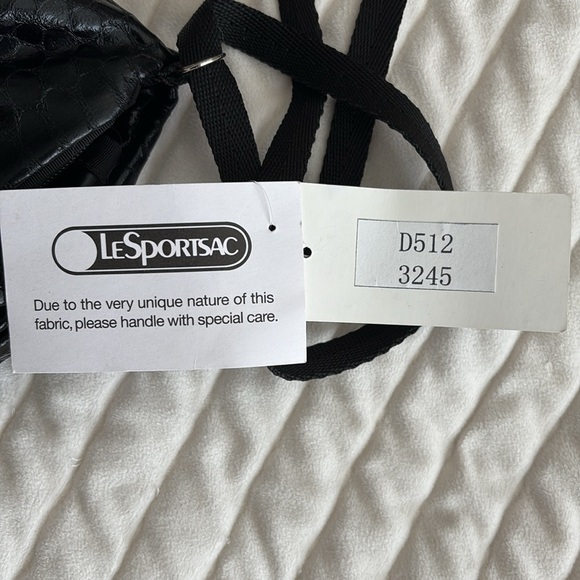 LESPORTSAC
Due to the very unique nature of this
fabric, please handle with special care.
D512
3245